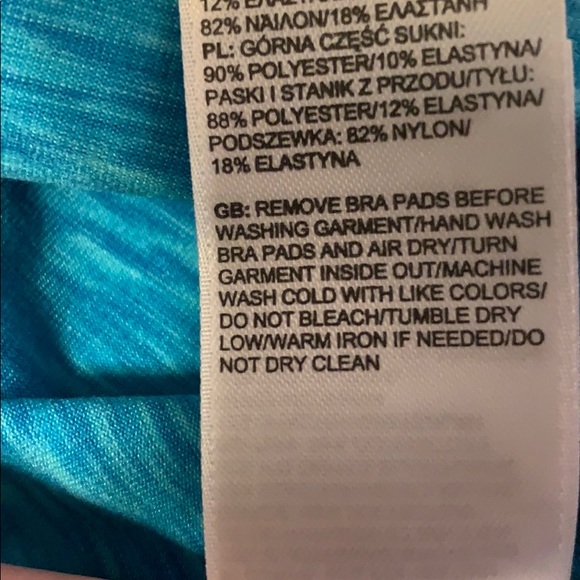 82% ΝΑΪΛΟΝ/18% ΕΛΑΣΤΑΝΗ
PL: GÓRNA CZĘŚĆ SUKNI:
90% POLYESTER/10% ELASTYNA/
PASKI I STANIK Z PRZODU/TYŁU:
88% POLYESTER/12% ELASTYNA/
PODSZEWKA: 82% NYLON/
18% ELASTYNA
GB: REMOVE BRA PADS BEFORE
WASHING GARMENT/HAND WASH
BRA PADS AND AIR DRY/TURN
GARMENT INSIDE OUT/MACHINE
WASH COLD WITH LIKE COLORS/
DO NOT BLEACH/TUMBLE DRY
LOW/WARM IRON IF NEEDED/DO
NOT DRY CLEAN